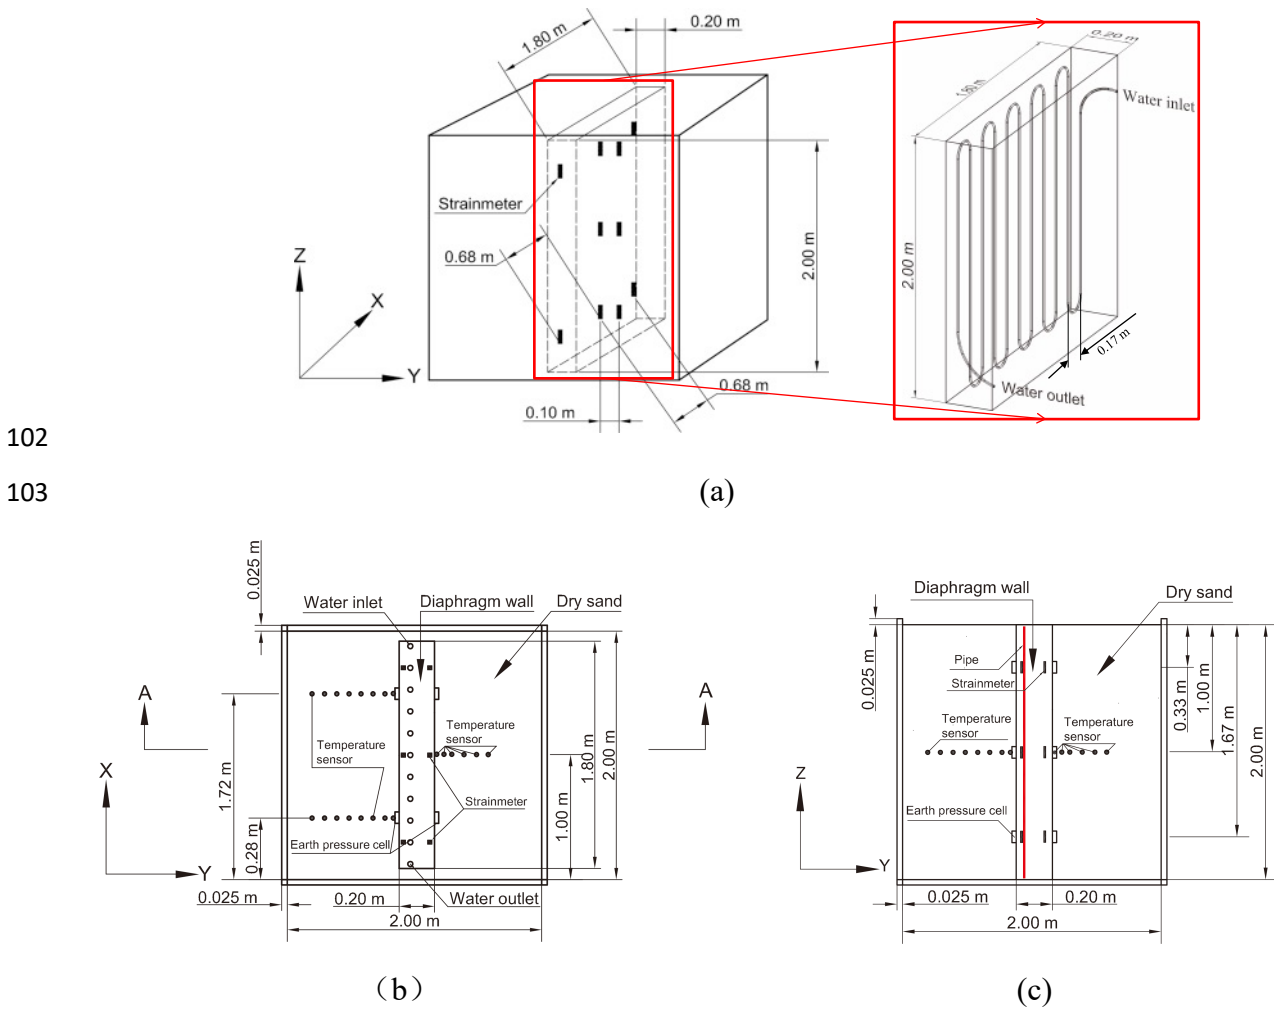 1.80 m
0.20 m
0.20 m
1.80 m
Water inlet
Strainmeter
0.68 m
2.00 m
2.00 m
Z
X
Y
0.17 m
Water outlet
0.68 m
0.10 m
102
103
(a)
0.025 m
Water inlet
Diaphragm wall
Dry sand
A
A
Temperature
sensor
Temperature
sensor
Strainmeter
Earth pressure cell
X
Y
1.72 m
0.28 m
1.00 m
1.80 m
2.00 m
0.025 m
0.20 m
Water outlet
2.00 m
(b)
Diaphragm wall
Dry sand
0.025 m
Pipe
Strainmeter
Temperature
sensor
Temperature
sensor
Earth pressure cell
0.33 m
1.00 m
1.67 m
2.00 m
Z
Y
0.025 m
0.20 m
2.00 m
(c)